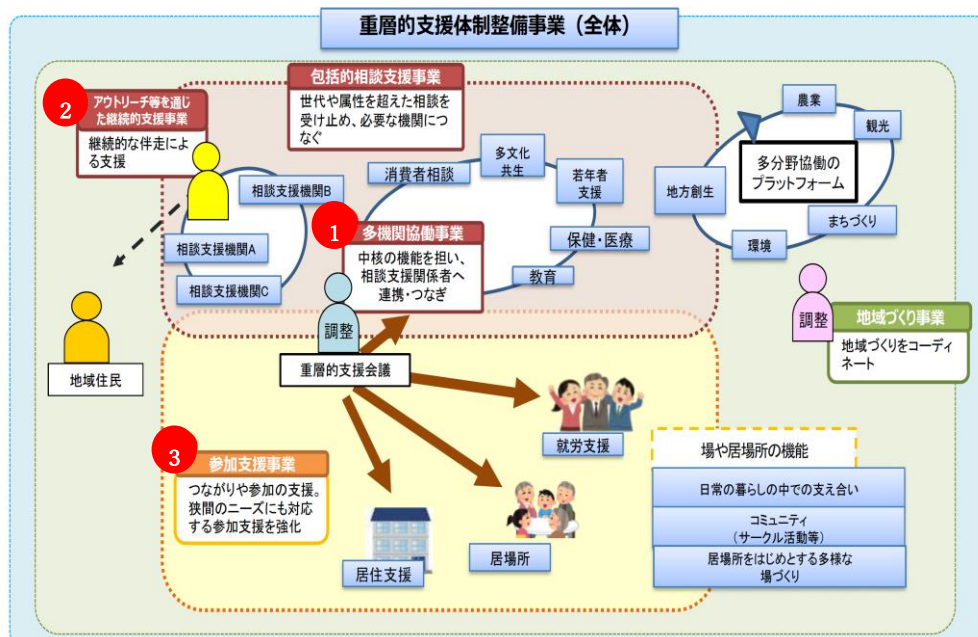 重層的支援体制整備事業（全体）
包括的相談支援事業
世代や属性を超えた相談を
受け止め、必要な機関につ
なぐ
2
アウトリーチ等を通じ
た継続的支援事業
継続的な伴走によ
る支援
相談支援機関B
相談支援機関A
相談支援機関C
消費者相談
多文化
共生
若年者
支援
保健・医療
教育
1
多機関協働事業
中核の機能を担い、
相談支援関係者へ
連携・つなぎ
調整
重層的支援会議
農業
観光
多分野協働の
プラットフォーム
地方創生
まちづくり
環境
調整
地域づくり事業
地域づくりをコーディ
ネート
地域住民
3
参加支援事業
つながりや参加の支援。
狭間のニーズにも対応
する参加支援を強化
就労支援
居場所
居住支援
場や居場所の機能
日常の暮らしの中での支え合い
コミュニティ
（サークル活動等）
居場所をはじめとする多様な
場づくり